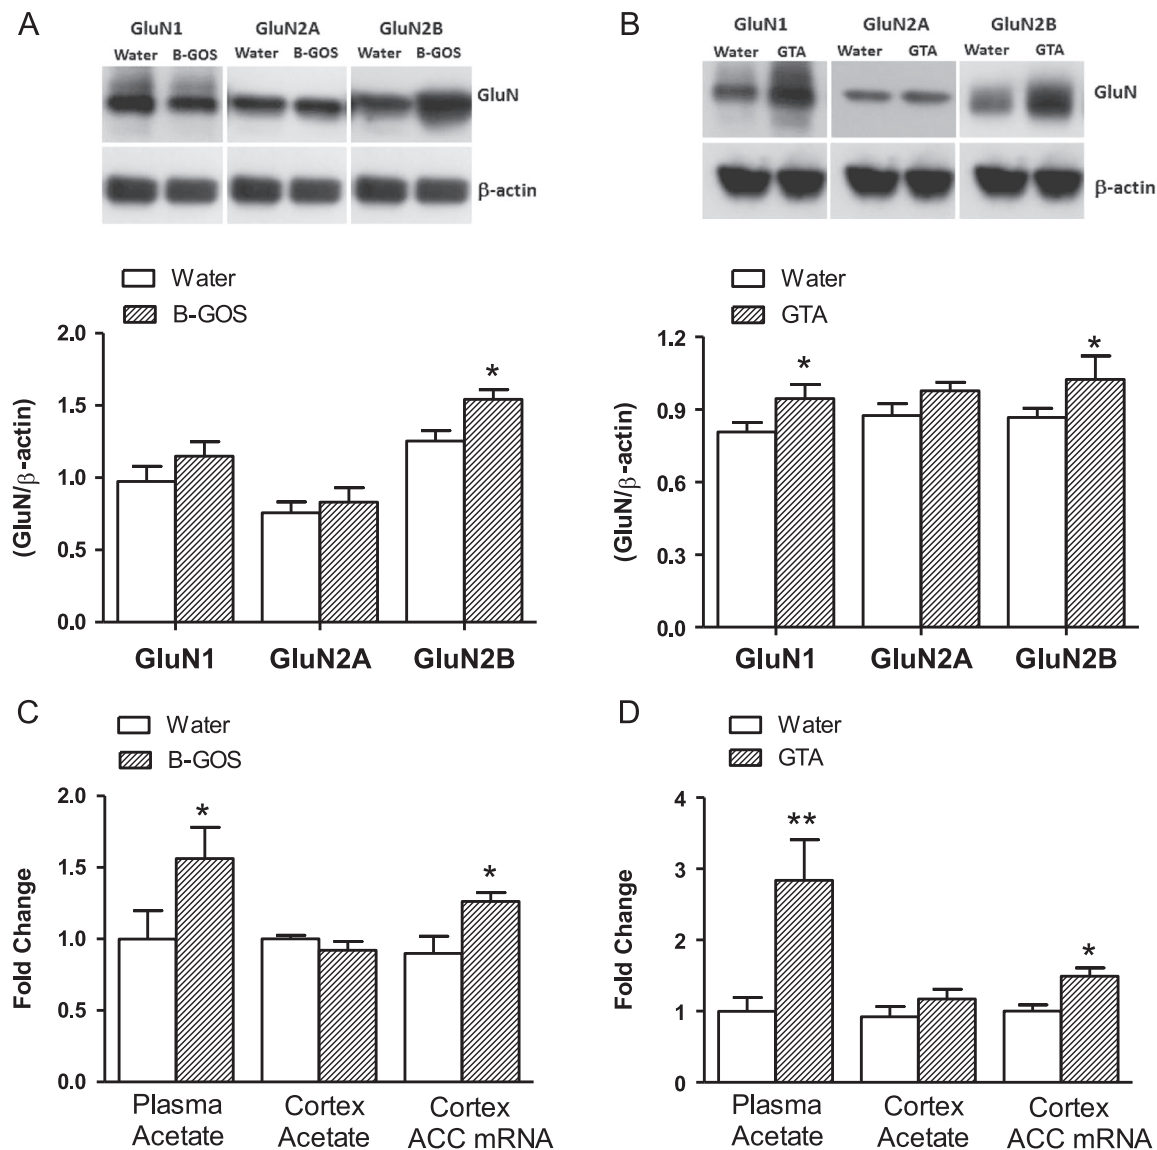 A
GluN1 GluN2A GluN2B
Water B-GOS Water B-GOS Water B-GOS
GluN
β-actin
Water
B-GOS
2.0
1.5
1.0
0.5
0.0
(GluN/β-actin)
GluN1 GluN2A GluN2B
B
GluN1 GluN2A GluN2B
Water GTA Water GTA Water GTA
GluN
β-actin
Water
GTA
1.2
0.9
0.6
0.3
0.0
(GluN/β-actin)
* * *
GluN1 GluN2A GluN2B
C
Water
B-GOS
2.0
1.5
1.0
0.5
0.0
Fold Change
* *
Plasma Cortex Cortex
Acetate Acetate ACC mRNA
D
Water
GTA
4
3
2
1
0
Fold Change
** *
Plasma Cortex Cortex
Acetate Acetate ACC mRNA